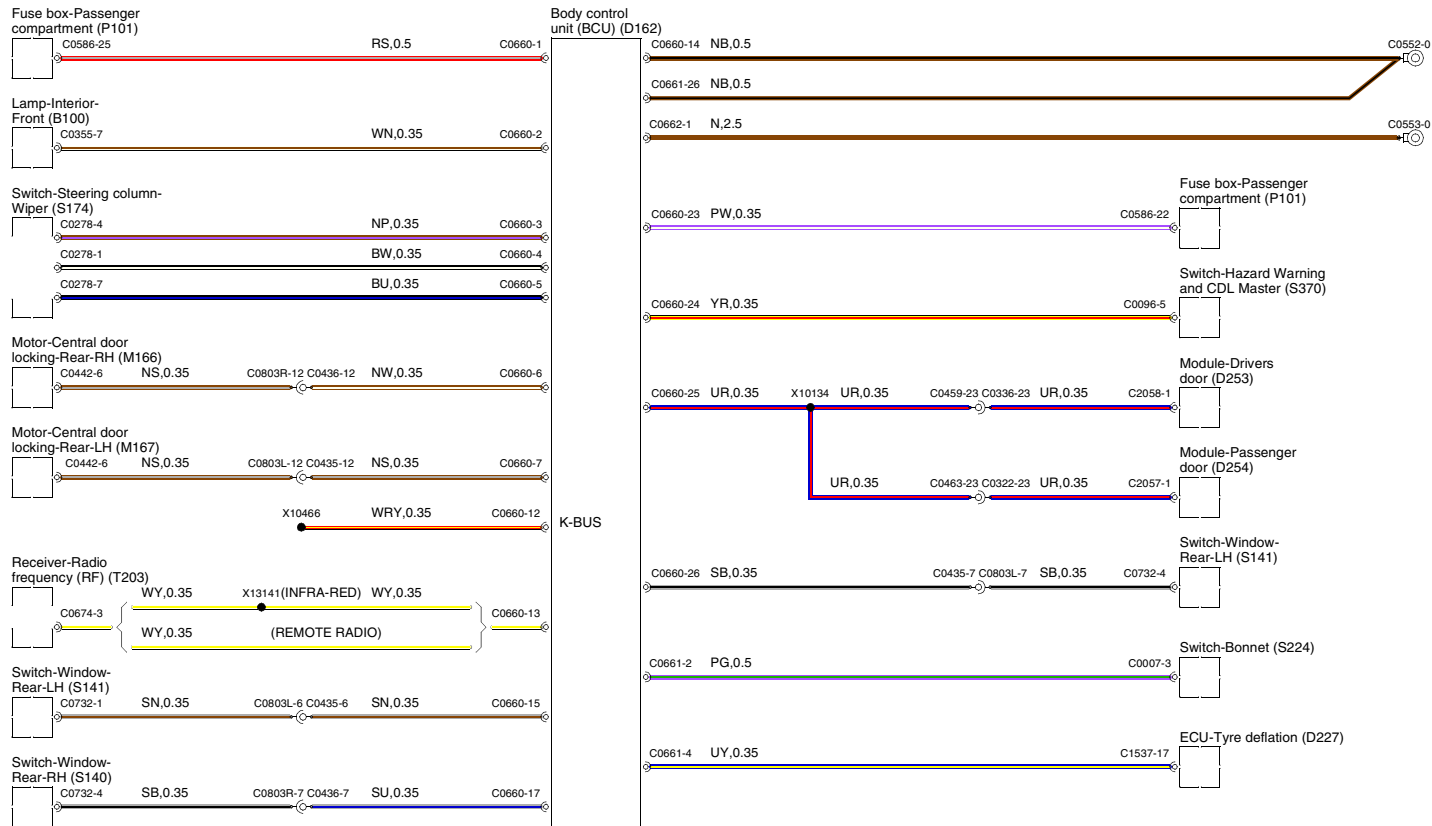 Fuse box-Passenger
compartment (P101)
C0586-25 RS,0.5 C0660-1
Lamp-Interior-
Front (B100)
C0355-7 WN,0.35 C0660-2
Switch-Steering column-
Wiper (S174)
C0278-4 NP,0.35 C0660-3
C0278-1 BW,0.35 C0660-4
C0278-7 BU,0.35 C0660-5
Motor-Central door
locking-Rear-RH (M166)
C0442-6 NS,0.35 C0803R-12 C0436-12 NW,0.35 C0660-6
Motor-Central door
locking-Rear-LH (M167)
C0442-6 NS,0.35 C0803L-12 C0435-12 NS,0.35 C0660-7
X10466 WRY,0.35 C0660-12
Receiver-Radio
frequency (RF) (T203)
WY,0.35 X13141(INFRA-RED) WY,0.35
C0674-3 C0660-13
WY,0.35 (REMOTE RADIO)
Switch-Window-
Rear-LH (S141)
C0732-1 SN,0.35 C0803L-6 C0435-6 SN,0.35 C0660-15
Switch-Window-
Rear-RH (S140)
C0732-4 SB,0.35 C0803R-7 C0436-7 SU,0.35 C0660-17
Body control
unit (BCU) (D162)
K-BUS
C0660-14 NB,0.5 C0552-0
C0661-26 NB,0.5
C0662-1 N,2.5 C0553-0
Fuse box-Passenger
compartment (P101)
C0660-23 PW,0.35 C0586-22
Switch-Hazard Warning
and CDL Master (S370)
C0660-24 YR,0.35 C0096-5
Module-Drivers
door (D253)
C0660-25 UR,0.35 X10134 UR,0.35 C0459-23 C0336-23 UR,0.35 C2058-1
Module-Passenger
door (D254)
UR,0.35 C0463-23 C0322-23 UR,0.35 C2057-1
Switch-Window-
Rear-LH (S141)
C0660-26 SB,0.35 C0435-7 C0803L-7 SB,0.35 C0732-4
Switch-Bonnet (S224)
C0661-2 PG,0.5 C0007-3
ECU-Tyre deflation (D227)
C0661-4 UY,0.35 C1537-17